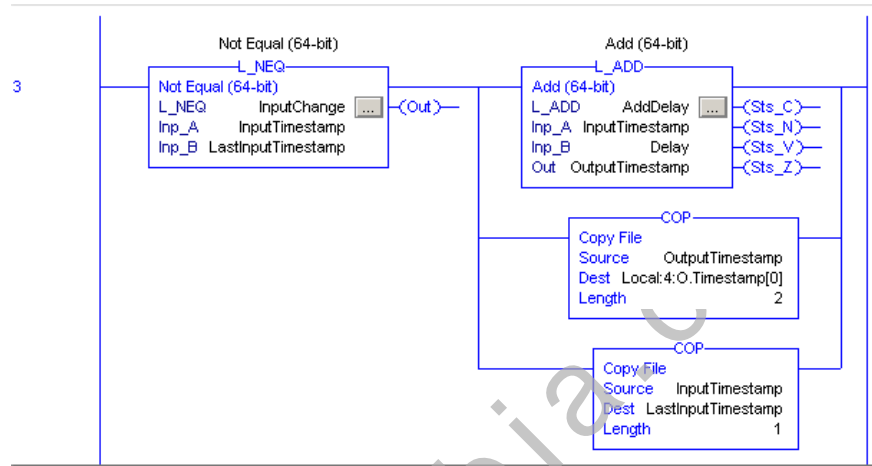 Not Equal (64-bit)
Add (64-bit)
3
L_NEQ
Not Equal (64-bit)
L_NEQ InputChange ...
Inp_A InputTimestamp
Inp_B LastInputTimestamp
(Out)
L_ADD
Add (64-bit)
L_ADD AddDelay ...
Inp_A InputTimestamp
Inp_B Delay
Out OutputTimestamp
(Sts_C)
(Sts_N)
(Sts_V)
(Sts_Z)
COP
Copy File
Source OutputTimestamp
Dest Local:4:O.Timestamp[0]
Length 2
COP
Copy File
Source InputTimestamp
Dest LastInputTimestamp
Length 1